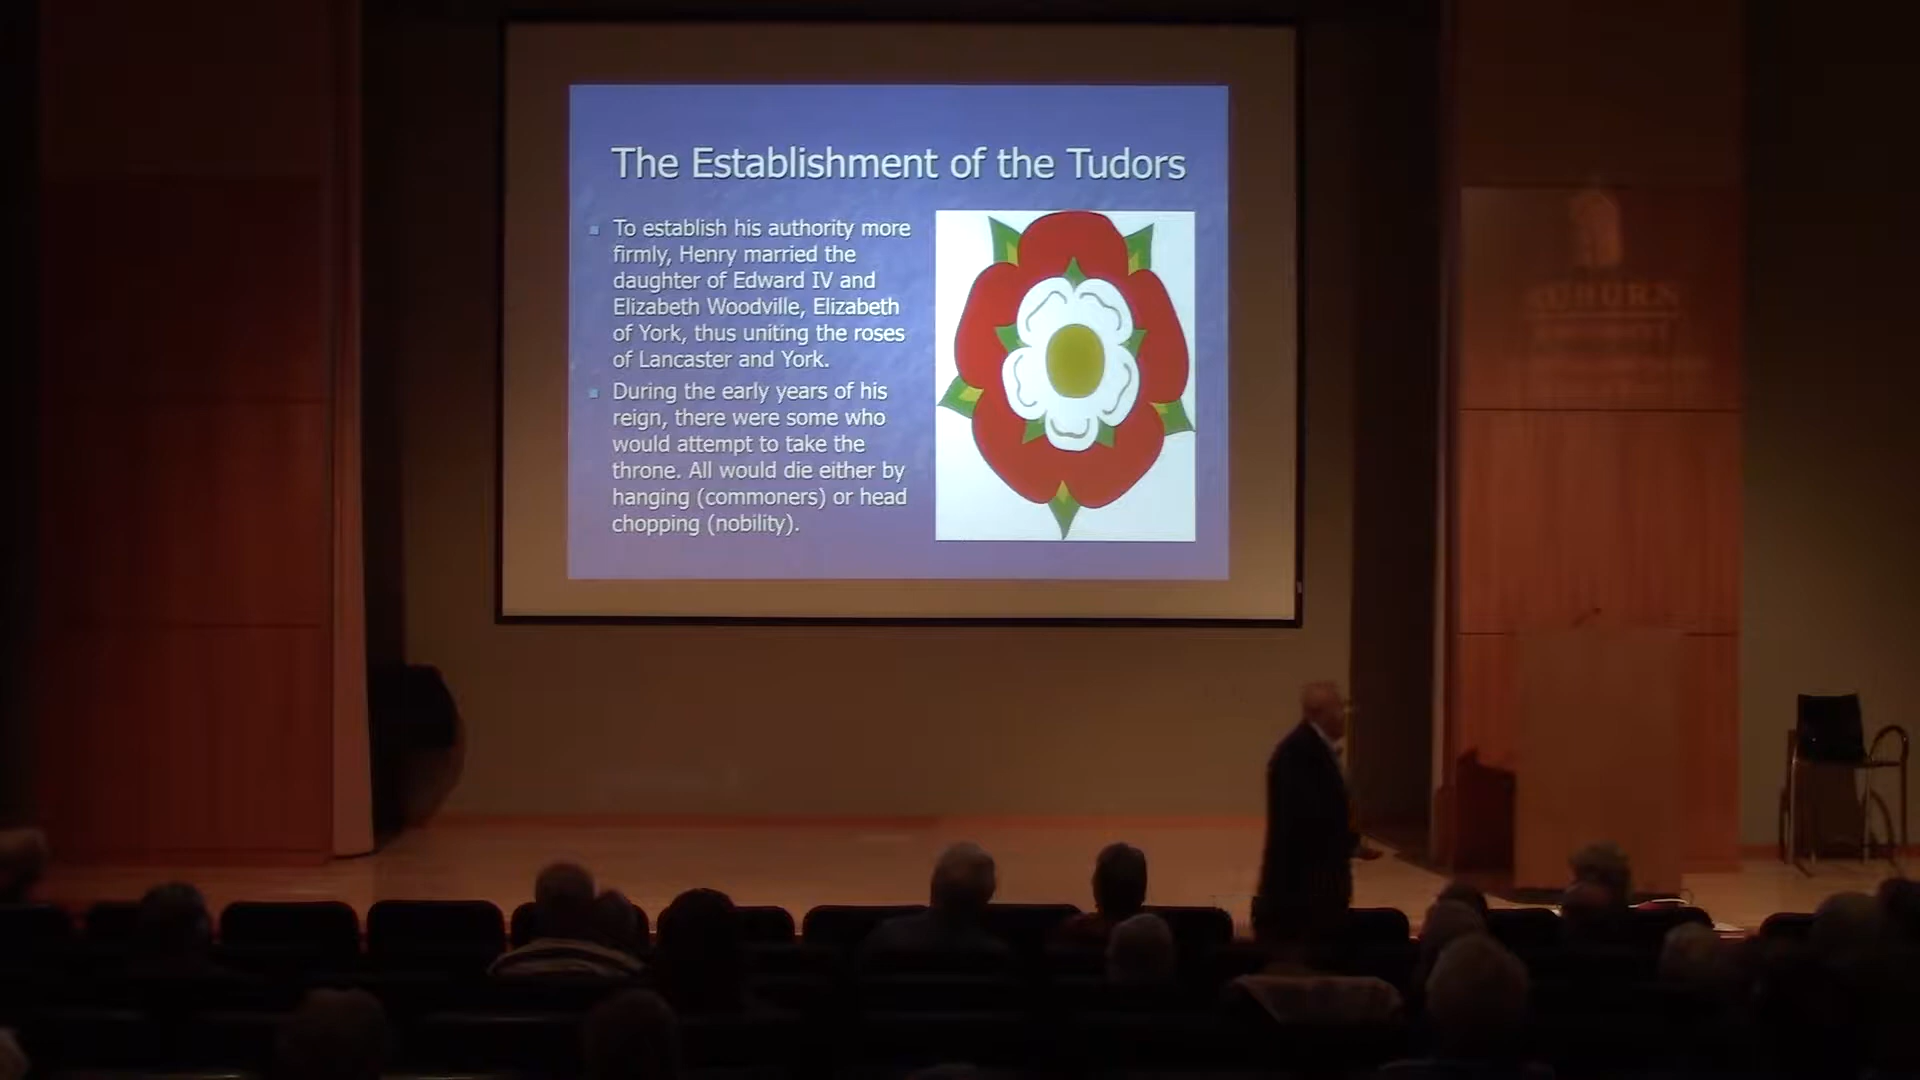 The Establishment of the Tudors
To establish his authority more
firmly, Henry married the
daughter of Edward IV and
Elizabeth Woodville, Elizabeth
of York, thus uniting the roses
of Lancaster and York.
During the early years of his
reign, there were some who
would attempt to take the
throne. All would die either by
hanging (commoners) or head
chopping (nobility).
AUBURN
UNIVERSITY